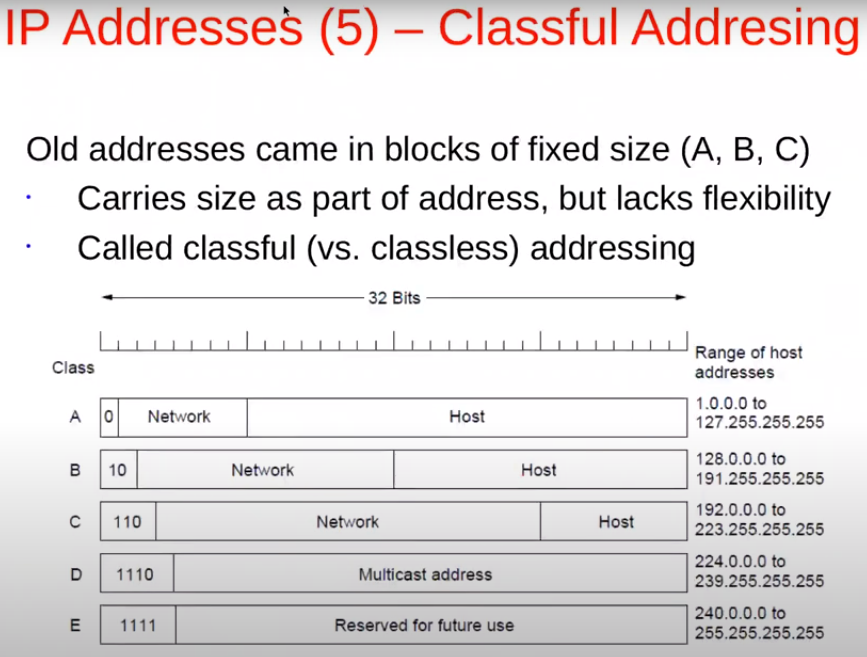 IP Addresses (5) – Classful Addresing
Old addresses came in blocks of fixed size (A, B, C)
· Carries size as part of address, but lacks flexibility
· Called classful (vs. classless) addressing
32 Bits
Range of host
addresses
Class
A 0 Network Host 1.0.0.0 to
127.255.255.255
B 10 Network Host 128.0.0.0 to
191.255.255.255
C 110 Network Host 192.0.0.0 to
223.255.255.255
D 1110 Multicast address 224.0.0.0 to
239.255.255.255
E 1111 Reserved for future use 240.0.0.0 to
255.255.255.255